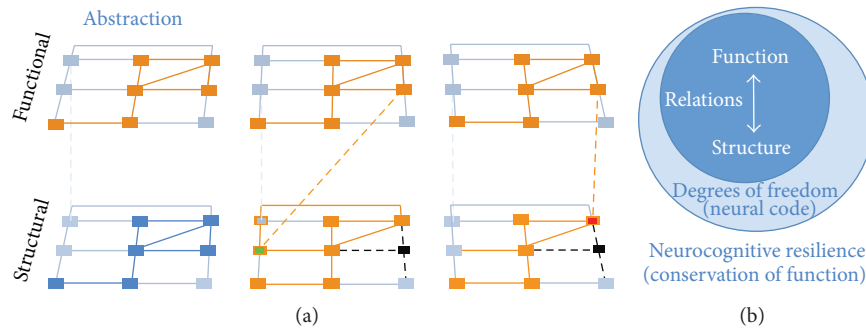 Abstraction
Functional
Structural
(a)
Function
Relations
Structure
Degrees of freedom
(neural code)
Neurocognitive resilience
(conservation of function)
(b)